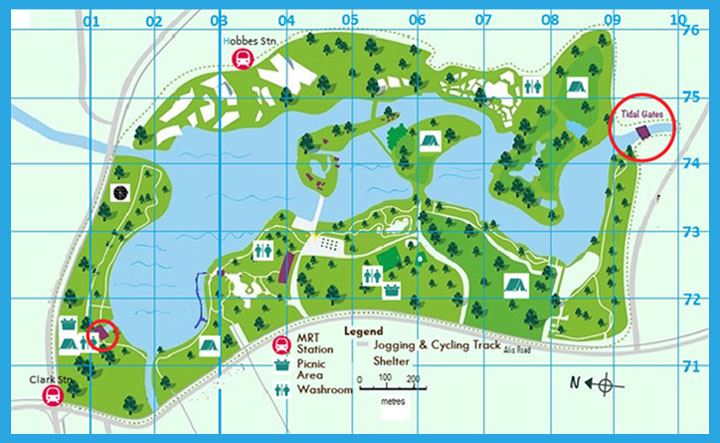 01 02 03 04 05 06 07 08 09 10
76
Hobbes Stn.
75
Tidal Gates
74
73
72
Legend
MRT Station
Jogging & Cycling Track
Picnic Area
Shelter
Washroom
0 100 200
metres
Alis Road
71
Clark Stn.
N
70